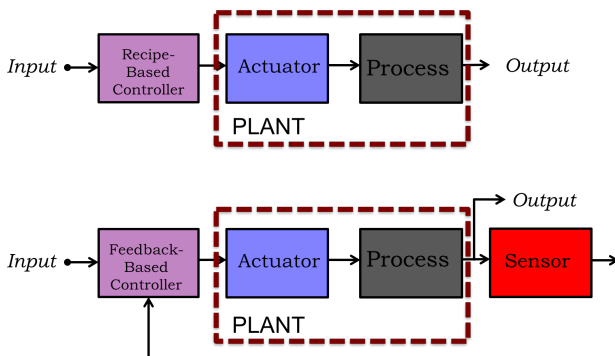 Input
Recipe-
Based
Controller
Actuator
Process
Output
PLANT
Output
Input
Feedback-
Based
Controller
Actuator
Process
Sensor
PLANT